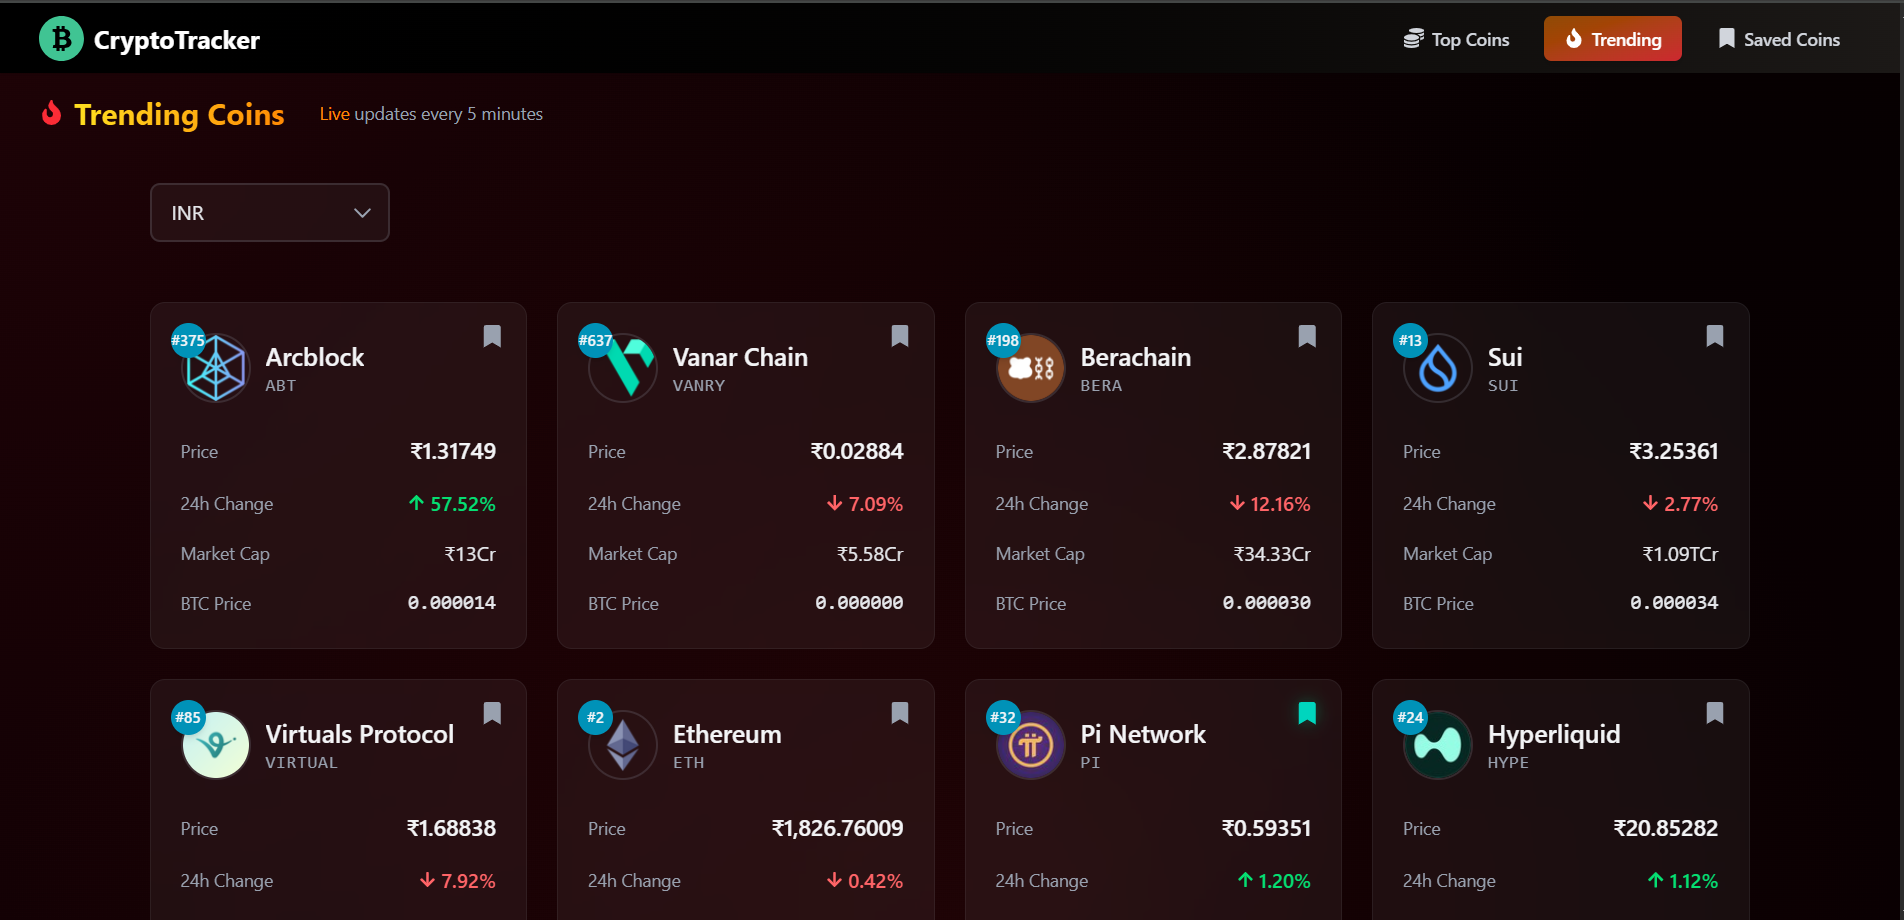 CryptoTracker
Top Coins
Trending
Saved Coins
Trending Coins
Live updates every 5 minutes
INR
#375
Arcblock
ABT
Price ₹1.31749
24h Change 57.52%
Market Cap ₹13Cr
BTC Price 0.000014
#637
Vanar Chain
VANRY
Price ₹0.02884
24h Change 7.09%
Market Cap ₹5.58Cr
BTC Price 0.000000
#198
Berachain
BERA
Price ₹2.87821
24h Change 12.16%
Market Cap ₹34.33Cr
BTC Price 0.000030
#13
Sui
SUI
Price ₹3.25361
24h Change 2.77%
Market Cap ₹1.09TCr
BTC Price 0.000034
#85
Virtuals Protocol
VIRTUAL
Price ₹1.68838
24h Change 7.92%
#2
Ethereum
ETH
Price ₹1,826.76009
24h Change 0.42%
#32
Pi Network
PI
Price ₹0.59351
24h Change 1.20%
#24
Hyperliquid
HYPE
Price ₹20.85282
24h Change 1.12%